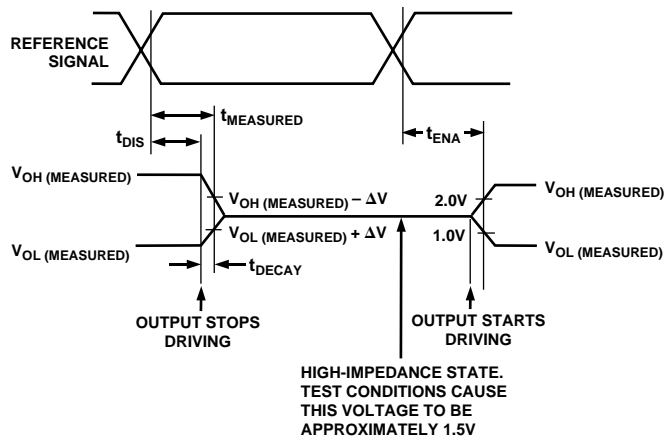 REFERENCE
SIGNAL
tMEASURED
tDIS
tENA
VOH (MEASURED)
VOH (MEASURED) – ΔV
2.0V
VOH (MEASURED)
VOL (MEASURED)
VOL (MEASURED) + ΔV
1.0V
VOL (MEASURED)
tDECAY
OUTPUT STOPS
DRIVING
OUTPUT STARTS
DRIVING
HIGH-IMPEDANCE STATE.
TEST CONDITIONS CAUSE
THIS VOLTAGE TO BE
APPROXIMATELY 1.5V